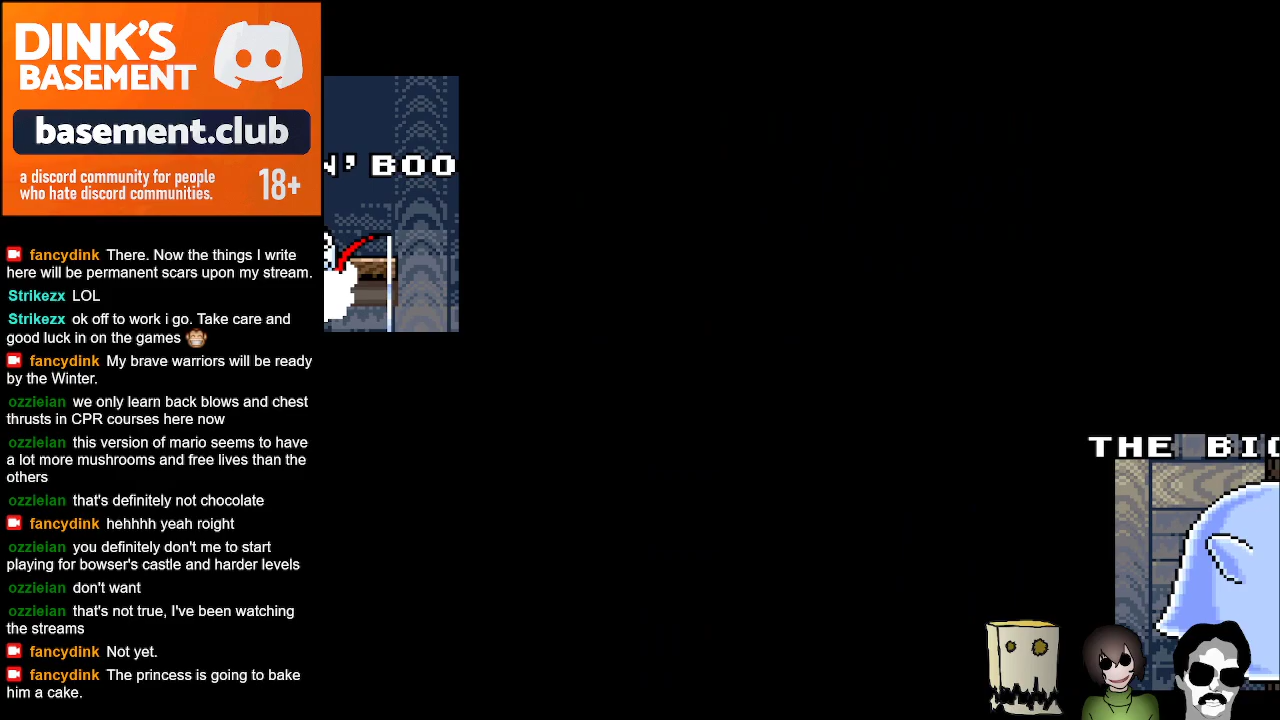 DINK'S
BASEMENT
basement.club
a discord community for people
who hate discord communities.
18+
N' BOO
fancydink There. Now the things I write
here will be permanent scars upon my stream.
Strikezx LOL
Strikezx ok off to work i go. Take care and
good luck in on the games
fancydink My brave warriors will be ready
by the Winter.
ozzieian we only learn back blows and chest
thrusts in CPR courses here now
ozzieian this version of mario seems to have
a lot more mushrooms and free lives than the
others
ozzieian that's definitely not chocolate
fancydink hehhhh yeah roight
ozzieian you definitely don't me to start
playing for bowser's castle and harder levels
ozzieian don't want
ozzieian that's not true, I've been watching
the streams
fancydink Not yet.
fancydink The princess is going to bake
him a cake.
THE BIG